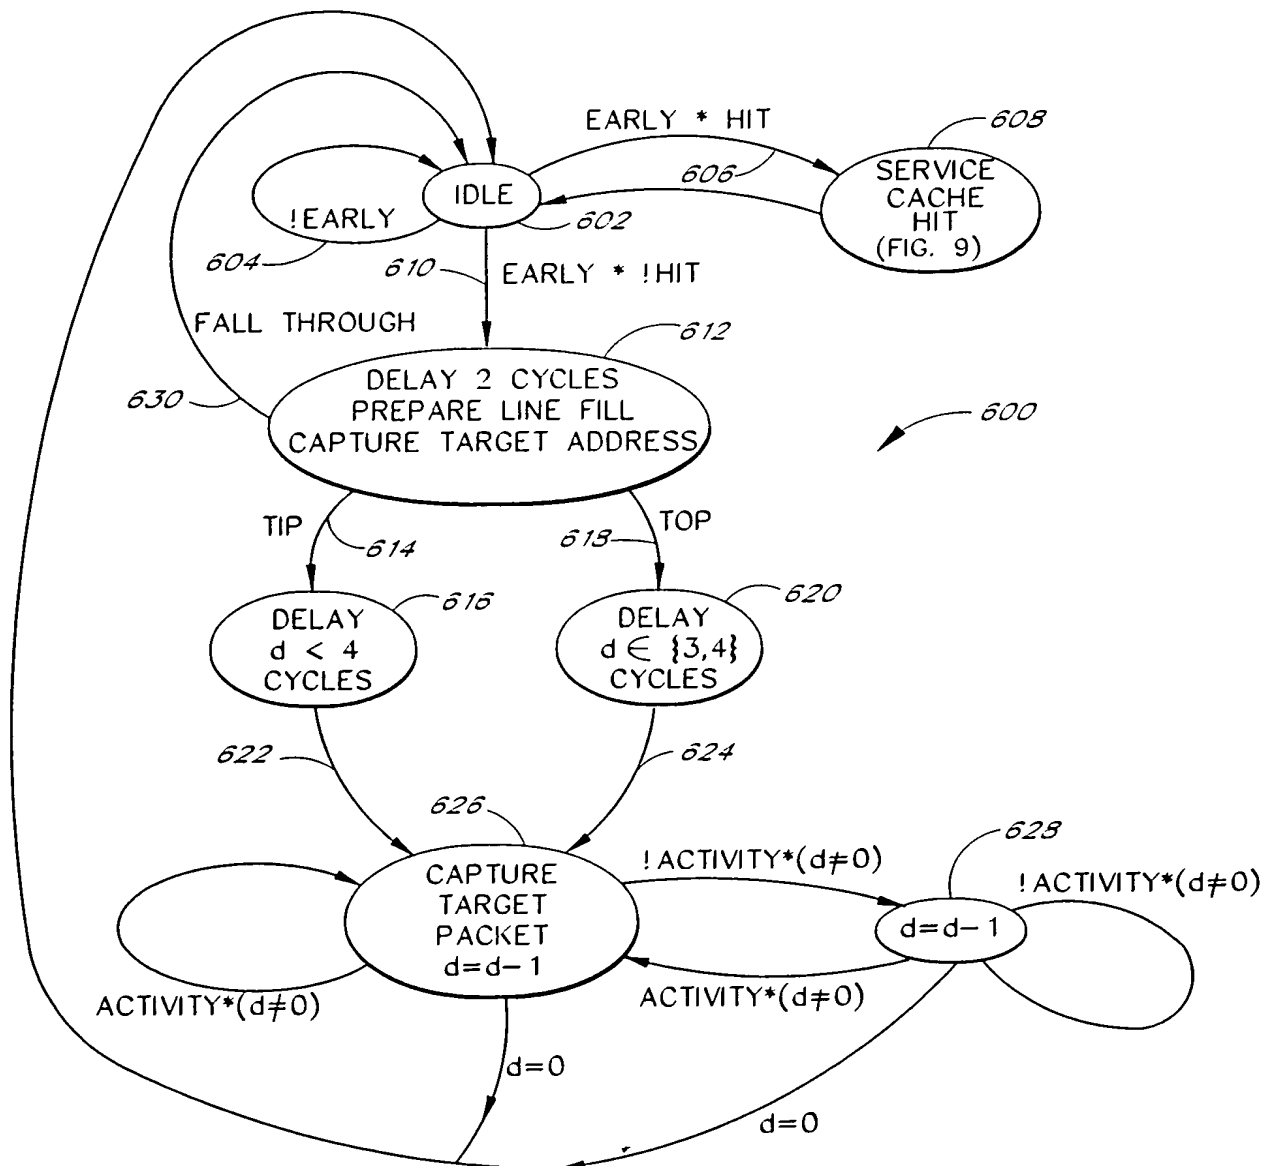 EARLY * HIT
608
606
SERVICE
CACHE
HIT
(FIG. 9)
IDLE
!EARLY
602
604
610
EARLY * !HIT
FALL THROUGH
612
630
DELAY 2 CYCLES
PREPARE LINE FILL
CAPTURE TARGET ADDRESS
600
TIP
614
618
TOP
616
620
DELAY
d < 4
CYCLES
DELAY
d ∈ {3,4}
CYCLES
622
624
626
628
!ACTIVITY*(d≠0)
!ACTIVITY*(d≠0)
CAPTURE
TARGET
PACKET
d=d-1
d=d-1
ACTIVITY*(d≠0)
ACTIVITY*(d≠0)
d=0
d=0